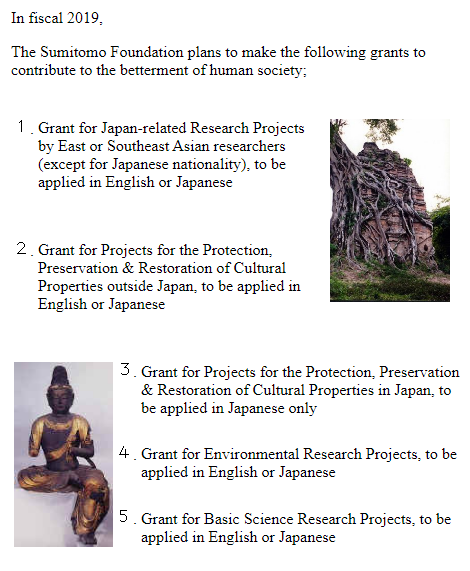 In fiscal 2019,
The Sumitomo Foundation plans to make the following grants to
contribute to the betterment of human society;
1. Grant for Japan-related Research Projects
by East or Southeast Asian researchers
(except for Japanese nationality), to be
applied in English or Japanese
2. Grant for Projects for the Protection,
Preservation & Restoration of Cultural
Properties outside Japan, to be applied in
English or Japanese
3. Grant for Projects for the Protection, Preservation
& Restoration of Cultural Properties in Japan, to
be applied in Japanese only
4. Grant for Environmental Research Projects, to be
applied in English or Japanese
5. Grant for Basic Science Research Projects, to be
applied in English or Japanese